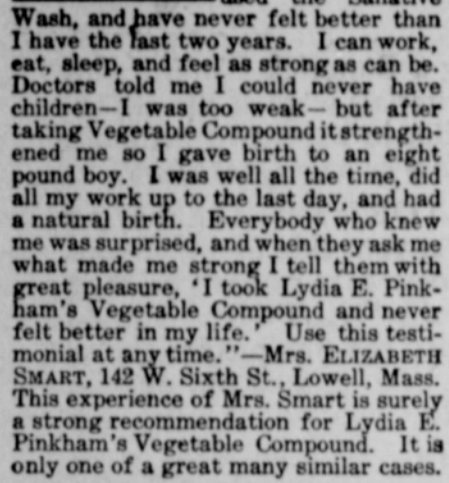 used the Sanative
Wash, and have never felt better than
I have the last two years. I can work,
eat, sleep, and feel as strong as can be.
Doctors told me I could never have
children—I was too weak— but after
taking Vegetable Compound it strength-
ened me so I gave birth to an eight
pound boy. I was well all the time, did
all my work up to the last day, and had
a natural birth. Everybody who knew
me was surprised, and when they ask me
what made me strong I tell them with
great pleasure, 'I took Lydia E. Pink-
ham's Vegetable Compound and never
felt better in my life.' Use this testi-
monial at any time."—Mrs. ELIZABETH
SMART, 142 W. Sixth St., Lowell, Mass.
This experience of Mrs. Smart is surely
a strong recommendation for Lydia E.
Pinkham's Vegetable Compound. It is
only one of a great many similar cases.